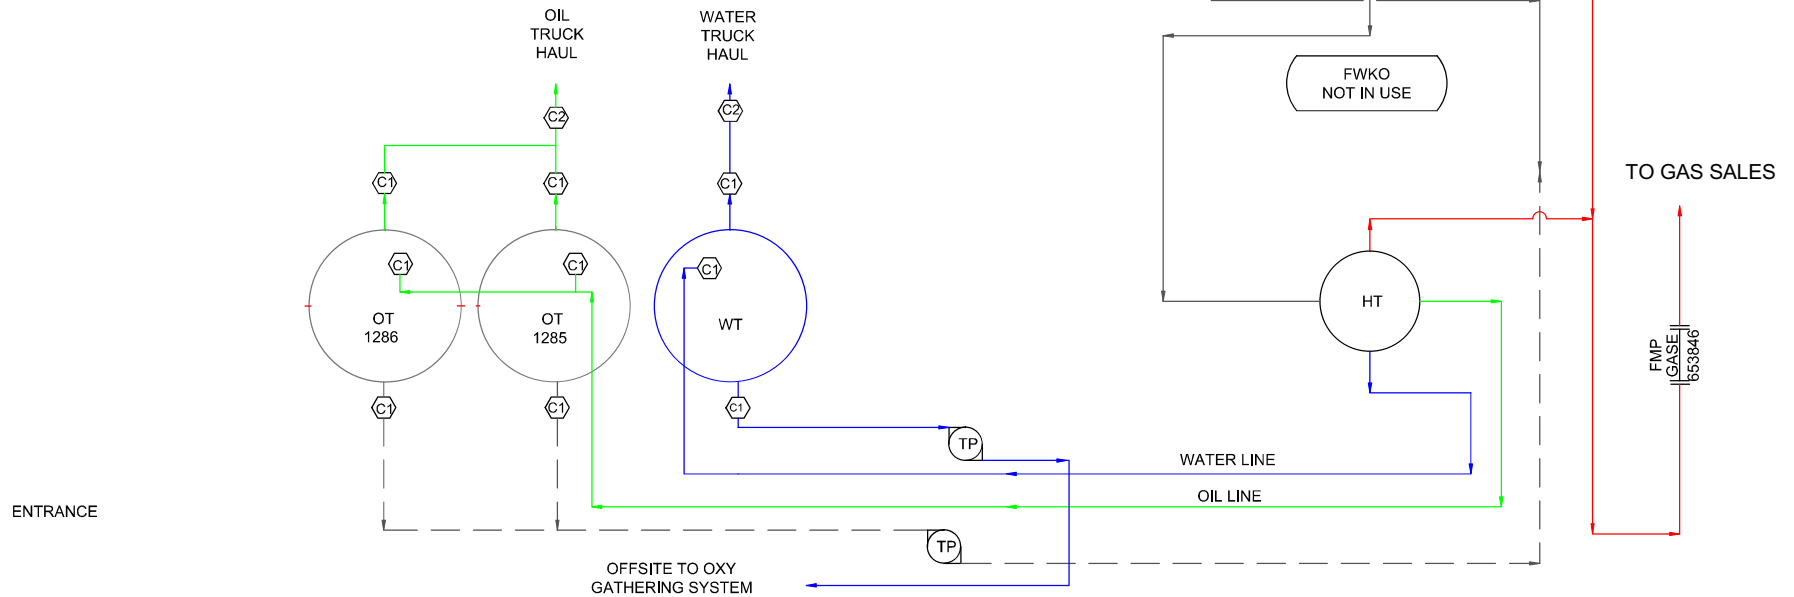 OIL
TRUCK
HAUL
WATER
TRUCK
HAUL
FWKO
NOT IN USE
C2
C2
TO GAS SALES
C1
C1
C1
C1
C1
C1
HT
OT
1286
OT
1285
WT
FMP
GASE
653846
C1
C1
C1
TP
WATER LINE
OIL LINE
ENTRANCE
TP
OFFSITE TO OXY
GATHERING SYSTEM